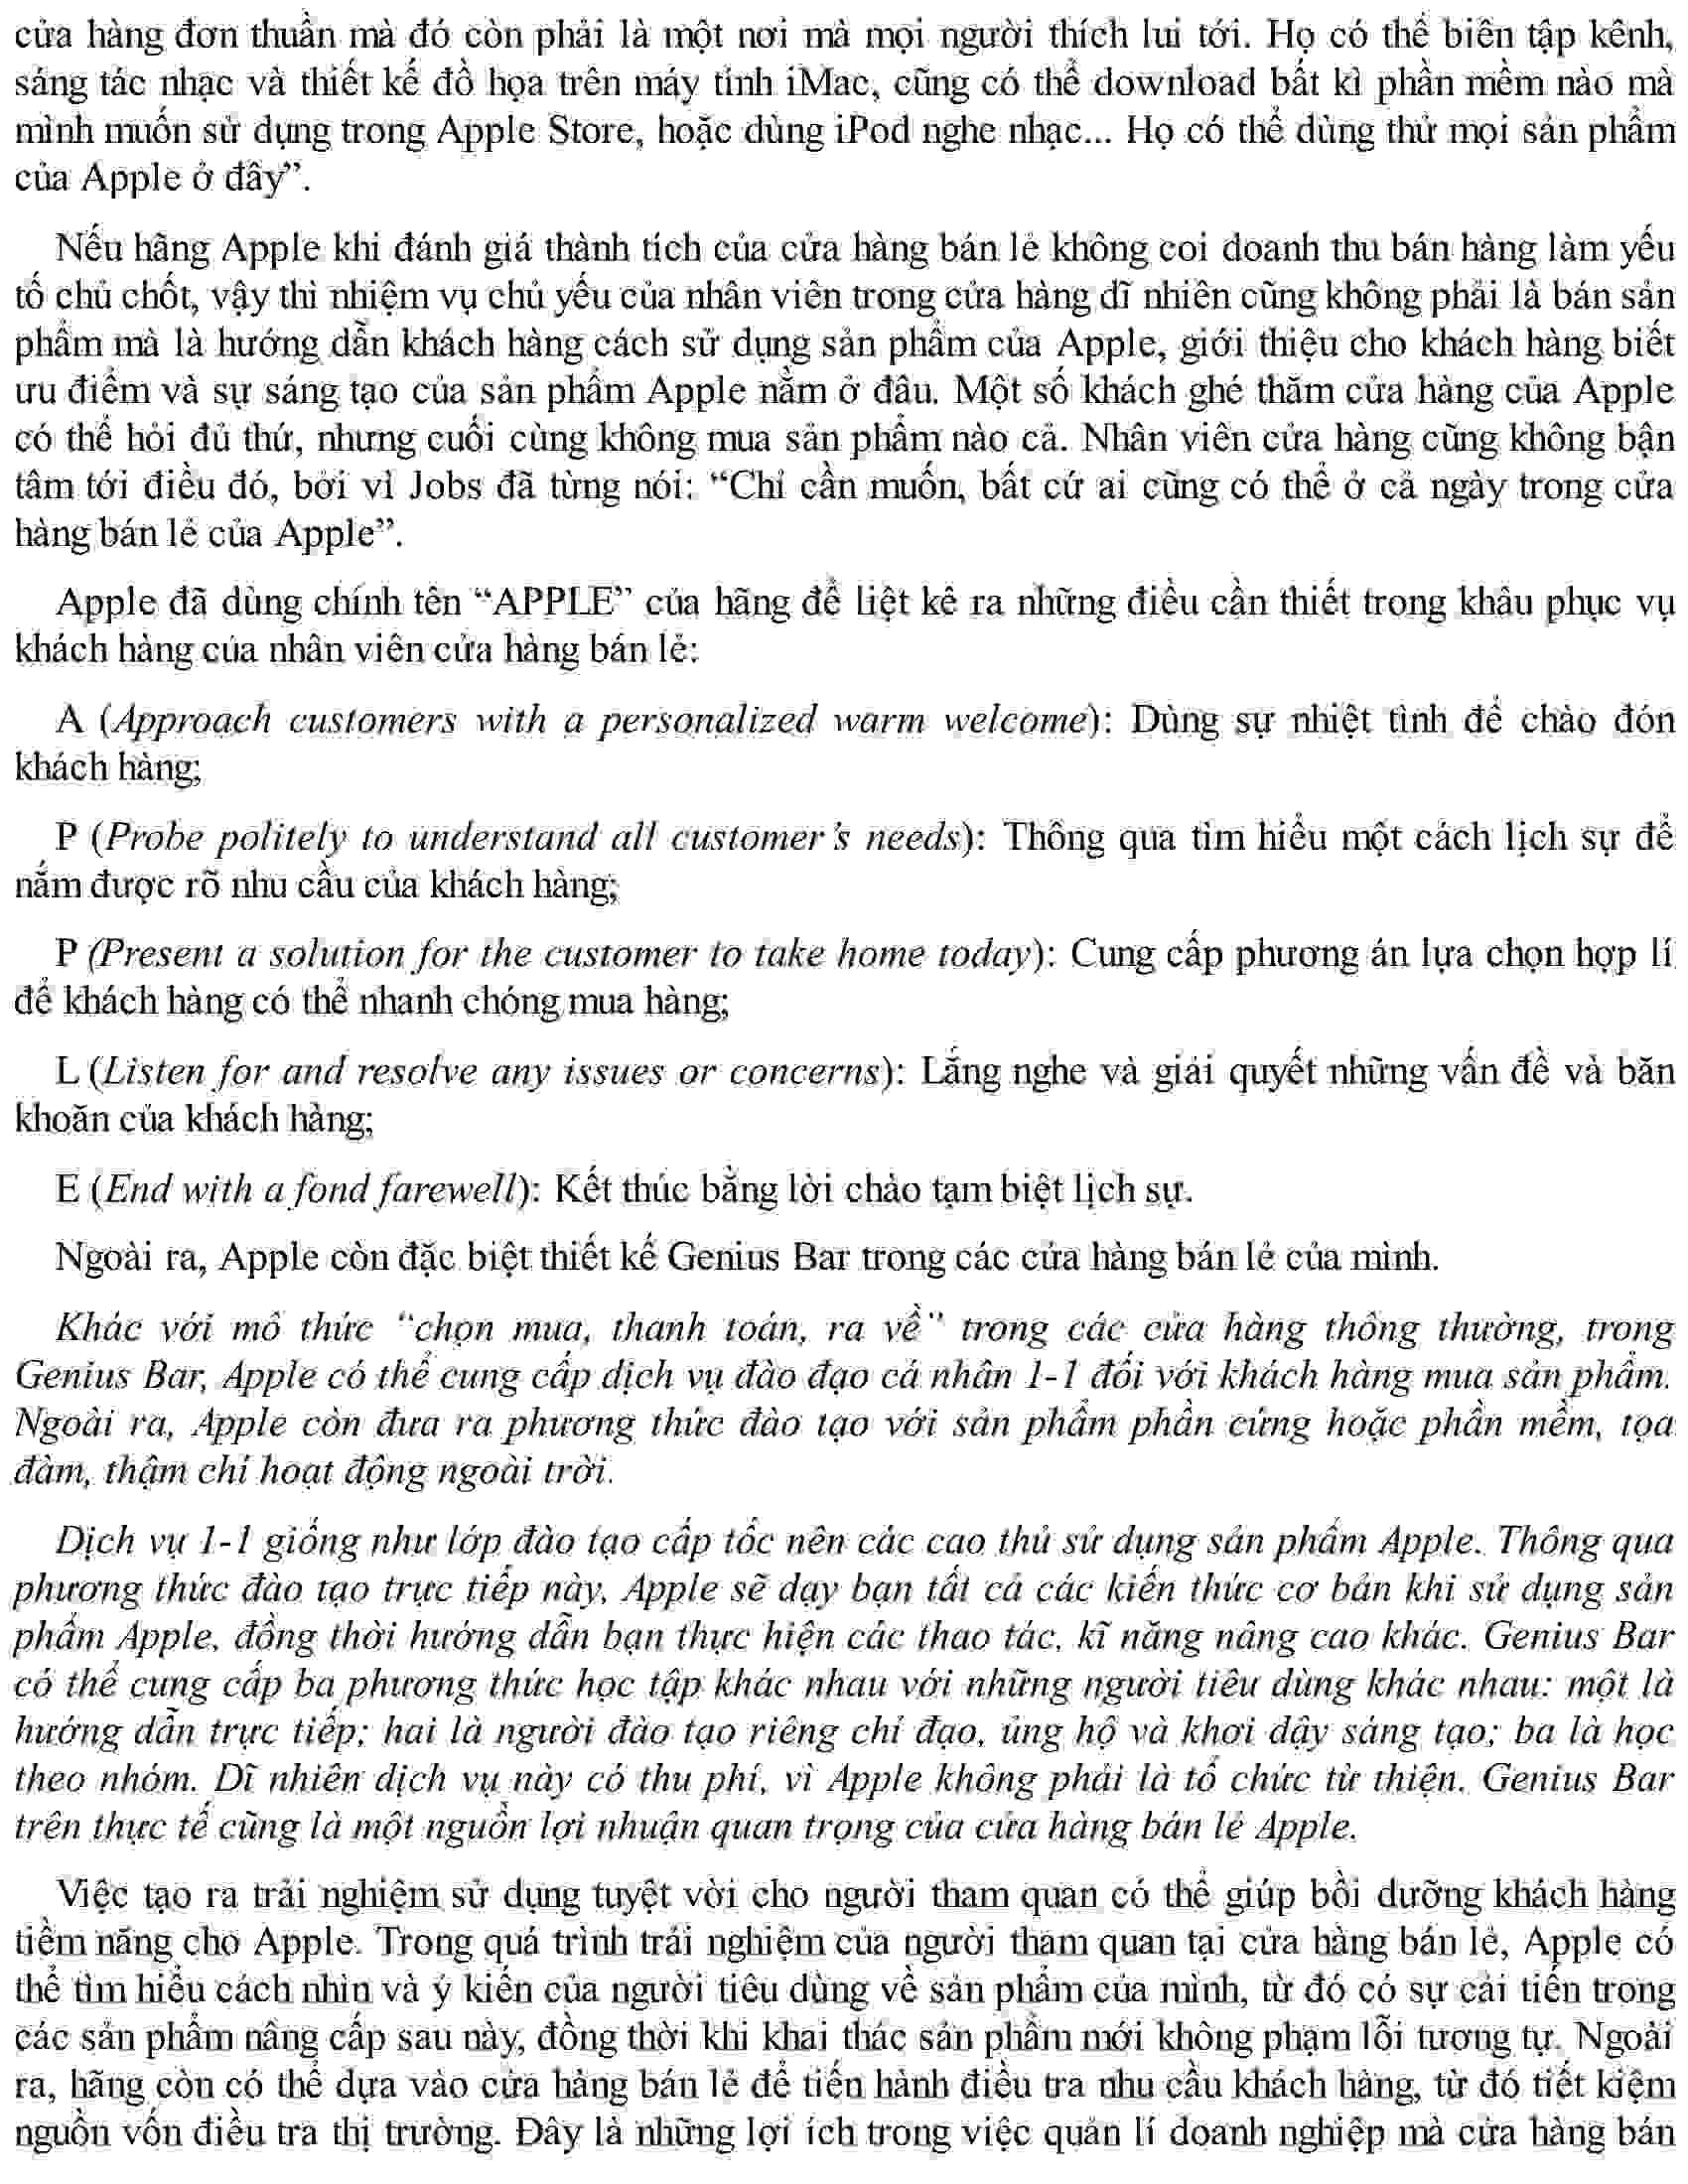 cửa hàng đơn thuần mà đó còn phải là một nơi mà mọi người thích lui tới. Họ có thể biên tập kênh,
sáng tác nhạc và thiết kế đồ họa trên máy tính iMac, cũng có thể download bất kì phần mềm nào mà
mình muốn sử dụng trong Apple Store, hoặc dùng iPod nghe nhạc... Họ có thể dùng thử mọi sản phẩm
của Apple ở đây”.
Nếu hãng Apple khi đánh giá thành tích của cửa hàng bán lẻ không coi doanh thu bán hàng làm yếu
tố chủ chốt, vậy thì nhiệm vụ chủ yếu của nhân viên trong cửa hàng dĩ nhiên cũng không phải là bán sản
phẩm mà là hướng dẫn khách hàng cách sử dụng sản phẩm của Apple, giới thiệu cho khách hàng biết
ưu điểm và sự sáng tạo của sản phẩm Apple nằm ở đâu. Một số khách ghé thăm cửa hàng của Apple
có thể hỏi đủ thứ, nhưng cuối cùng không mua sản phẩm nào cả. Nhân viên cửa hàng cũng không bận
tâm tới điều đó, bởi vì Jobs đã từng nói: “Chỉ cần muốn, bất cứ ai cũng có thể ở cả ngày trong cửa
hàng bán lẻ của Apple”.
Apple đã dùng chính tên “APPLE” của hãng để liệt kê ra những điều cần thiết trong khâu phục vụ
khách hàng của nhân viên cửa hàng bán lẻ:
A (Approach customers with a personalized warm welcome): Dùng sự nhiệt tình để chào đón
khách hàng;
P (Probe politely to understand all customer’s needs): Thông qua tìm hiểu một cách lịch sự để
nắm được rõ nhu cầu của khách hàng;
P (Present a solution for the customer to take home today): Cung cấp phương án lựa chọn hợp lí
để khách hàng có thể nhanh chóng mua hàng;
L (Listen for and resolve any issues or concerns): Lắng nghe và giải quyết những vấn đề và băn
khoăn của khách hàng;
E (End with a fond farewell): Kết thúc bằng lời chào tạm biệt lịch sự.
Ngoài ra, Apple còn đặc biệt thiết kế Genius Bar trong các cửa hàng bán lẻ của mình.
Khác với mô thức “chọn mua, thanh toán, ra về” trong các cửa hàng thông thường, trong
Genius Bar, Apple có thể cung cấp dịch vụ đào đạo cá nhân 1-1 đối với khách hàng mua sản phẩm.
Ngoài ra, Apple còn đưa ra phương thức đào tạo với sản phẩm phần cứng hoặc phần mềm, tọa
đàm, thậm chí hoạt động ngoài trời.
Dịch vụ 1-1 giống như lớp đào tạo cấp tốc nên các cao thủ sử dụng sản phẩm Apple. Thông qua
phương thức đào tạo trực tiếp này, Apple sẽ dạy bạn tất cả các kiến thức cơ bản khi sử dụng sản
phẩm Apple, đồng thời hướng dẫn bạn thực hiện các thao tác, kĩ năng nâng cao khác. Genius Bar
có thể cung cấp ba phương thức học tập khác nhau với những người tiêu dùng khác nhau: một là
hướng dẫn trực tiếp; hai là người đào tạo riêng chỉ đạo, ủng hộ và khơi dậy sáng tạo; ba là học
theo nhóm. Dĩ nhiên dịch vụ này có thu phí, vì Apple không phải là tổ chức từ thiện. Genius Bar
trên thực tế cũng là một nguồn lợi nhuận quan trọng của cửa hàng bán lẻ Apple.
Việc tạo ra trải nghiệm sử dụng tuyệt vời cho người tham quan có thể giúp bồi dưỡng khách hàng
tiềm năng cho Apple. Trong quá trình trải nghiệm của người tham quan tại cửa hàng bán lẻ, Apple có
thể tìm hiểu cách nhìn và ý kiến của người tiêu dùng về sản phẩm của mình, từ đó có sự cải tiến trong
các sản phẩm nâng cấp sau này, đồng thời khi khai thác sản phẩm mới không phạm lỗi tương tự. Ngoài
ra, hãng còn có thể dựa vào cửa hàng bán lẻ để tiến hành điều tra nhu cầu khách hàng, từ đó tiết kiệm
nguồn vốn điều tra thị trường. Đây là những lợi ích trong việc quản lí doanh nghiệp mà cửa hàng bán